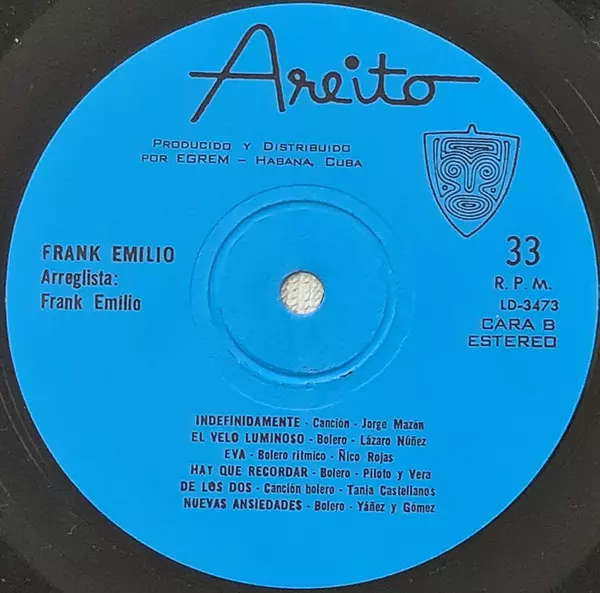 Areito
PRODUCIDO Y DISTRIBUIDO
POR EGREM - HABANA, CUBA
FRANK EMILIO
Arreglista:
Frank Emilio
33
R. P. M.
LD-3473
CARA B
ESTEREO
INDEFINIDAMENTE - Canción - Jorge Mazón
EL VELO LUMINOSO - Bolero - Lázaro Núñez
EVA - Bolero rítmico - Ñico Rojas
HAY QUE RECORDAR - Bolero - Piloto y Vera
DE LOS DOS - Canción bolero - Tania Castellanos
NUEVAS ANSIEDADES - Bolero - Yáñez y Gómez